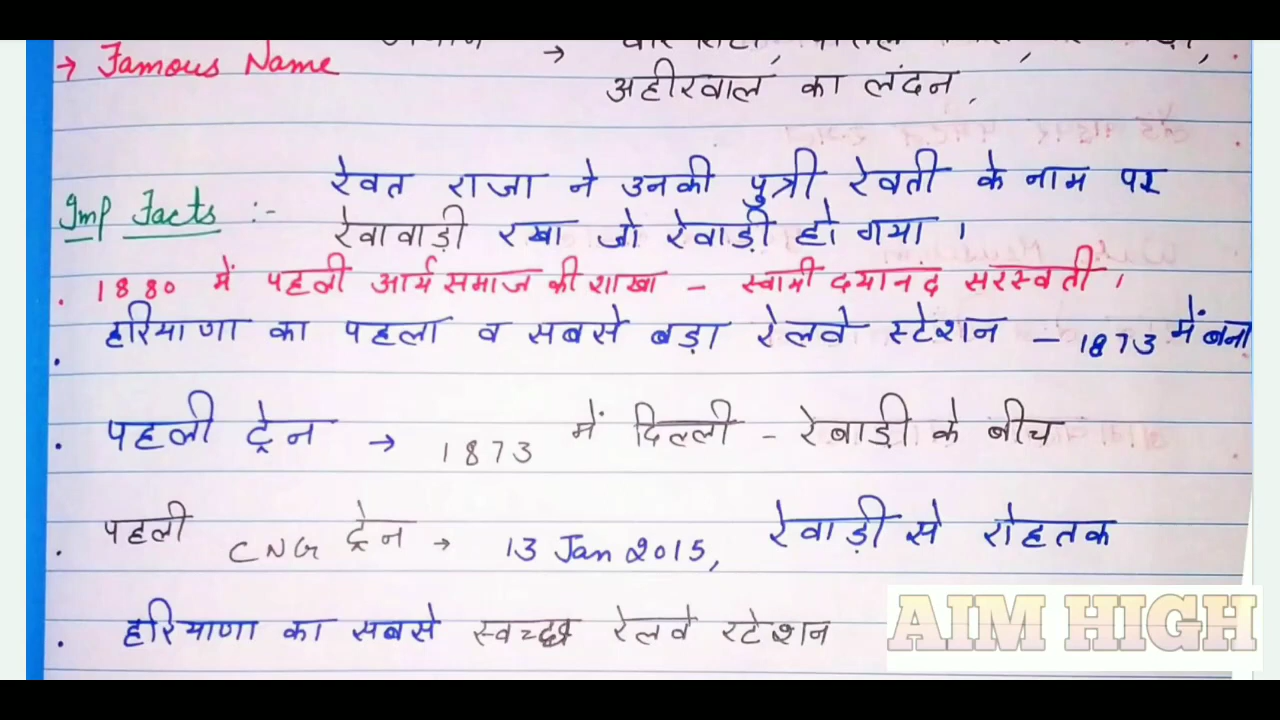 → Famous Name →
अहीरवाल का लंदन,
रेवत राजा ने उनकी पुत्री रेवती के नाम पर
Imp Facts :- रेवावाड़ी रखा जो रेवाड़ी हो गया ।
. 1880 में पहली आर्य समाज की शाखा - स्वामी दयानद सरस्वती ।
. हरियाणा का पहला व सबसे बड़ा रेलवे स्टेशन - 1873 में बना
. पहली ट्रेन → 1873 में दिल्ली - रेवाड़ी के बीच
. पहली CNG ट्रेन → 13 Jan 2015, रेवाड़ी से रोहतक
. हरियाणा का सबसे स्वच्छ रेलवे स्टेशन
AIM HIGH